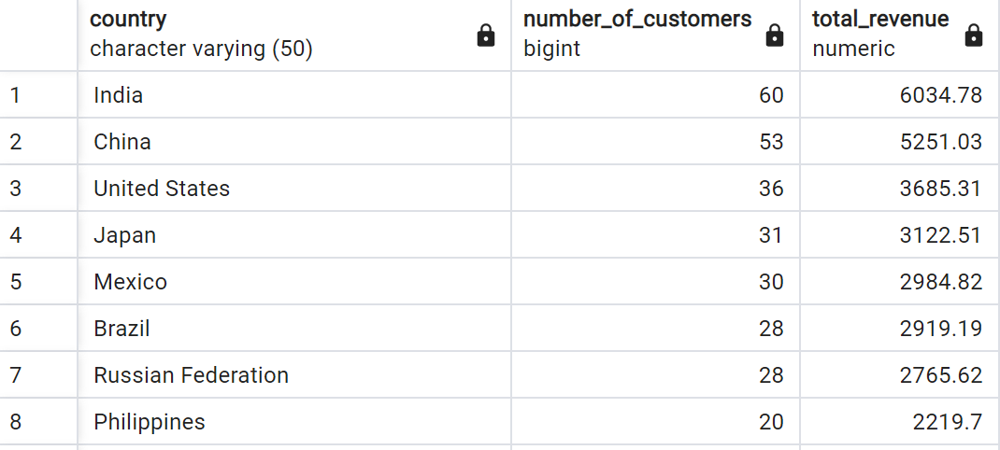 country number_of_customers total_revenue
character varying (50) bigint numeric
1 India 60 6034.78
2 China 53 5251.03
3 United States 36 3685.31
4 Japan 31 3122.51
5 Mexico 30 2984.82
6 Brazil 28 2919.19
7 Russian Federation 28 2765.62
8 Philippines 20 2219.7